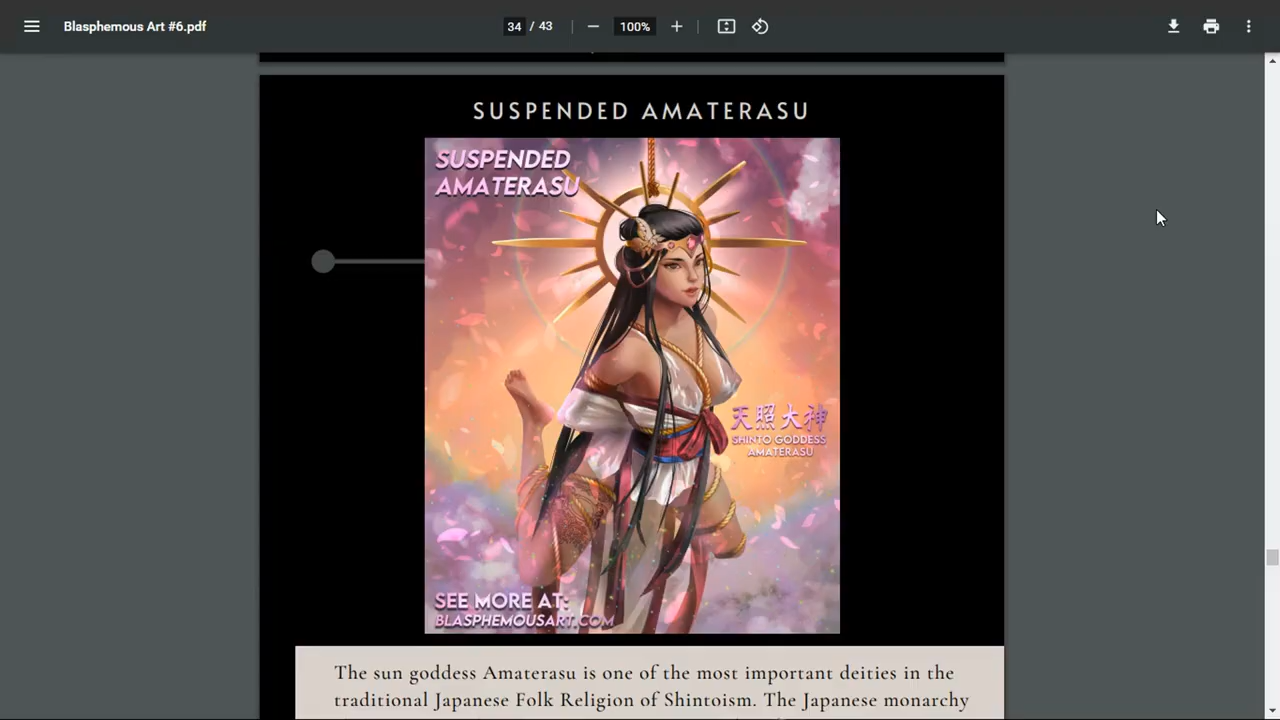 Blasphemous Art #6.pdf
34 / 43
100%
SUSPENDED AMATERASU
SUSPENDED
AMATERASU
天照大神
SHINTO GODDESS
AMATERASU
SEE MORE AT:
BLASPHEMOUSART.COM
The sun goddess Amaterasu is one of the most important deities in the
traditional Japanese Folk Religion of Shintoism. The Japanese monarchy